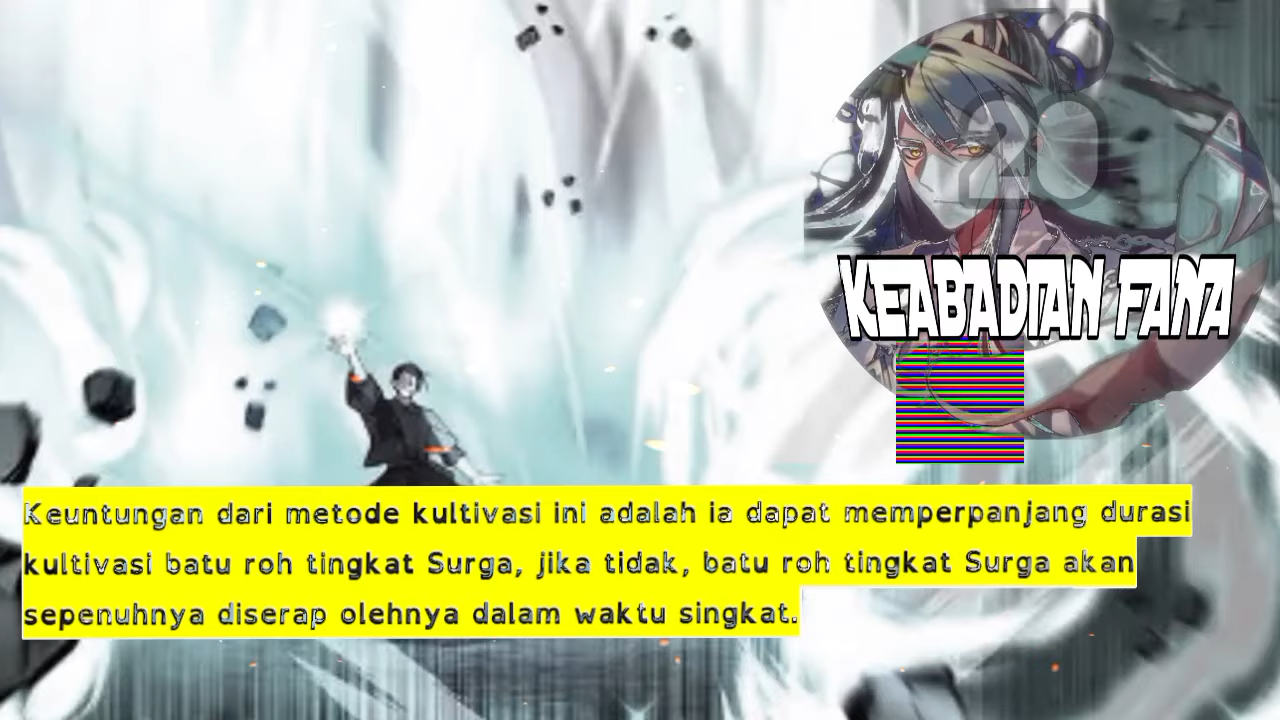 20
KEABADIAN FANA
Keuntungan dari metode kultivasi ini adalah ia dapat memperpanjang durasi
kultivasi batu roh tingkat Surga, jika tidak, batu roh tingkat Surga akan
sepenuhnya diserap olehnya dalam waktu singkat.